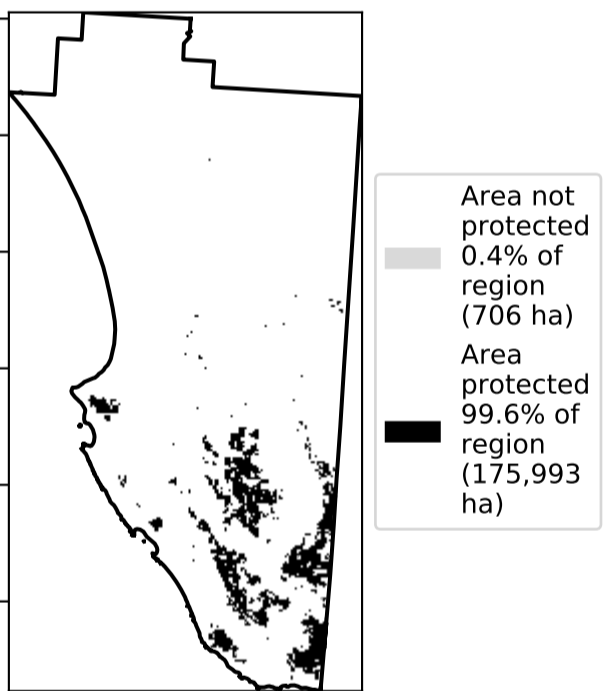 Area not
protected
0.4% of
region
(706 ha)
Area
protected
99.6% of
region
(175,993
ha)